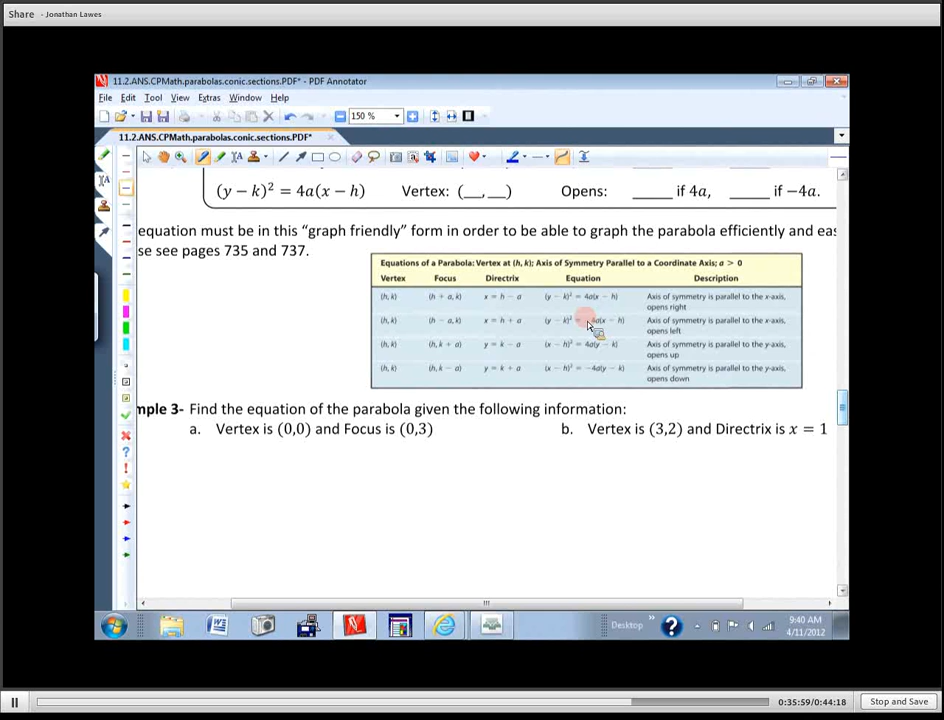 Share - Jonathan Lawes
11.2.ANS.CPMath.parabolas.conic.sections.PDF* - PDF Annotator
File Edit Tool View Extras Window Help
150 %
11.2.ANS.CPMath.parabolas.conic.sections.PDF*
(y − k)² = 4a(x − h) Vertex: (__,__) Opens: _____ if 4a, _____ if −4a.
equation must be in this “graph friendly” form in order to be able to graph the parabola efficiently and eas
se see pages 735 and 737.
Equations of a Parabola: Vertex at (h, k); Axis of Symmetry Parallel to a Coordinate Axis; a > 0
Vertex Focus Directrix Equation Description
(h, k) (h + a, k) x = h − a (y − k)² = 4a(x − h) Axis of symmetry is parallel to the x-axis,
opens right
(h, k) (h − a, k) x = h + a (y − k)² = 4a(x − h) Axis of symmetry is parallel to the x-axis,
opens left
(h, k) (h, k + a) y = k − a (x − h)² = 4a(y − k) Axis of symmetry is parallel to the y-axis,
opens up
(h, k) (h, k − a) y = k + a (x − h)² = −4a(y − k) Axis of symmetry is parallel to the y-axis,
opens down
mple 3- Find the equation of the parabola given the following information:
a. Vertex is (0,0) and Focus is (0,3) b. Vertex is (3,2) and Directrix is x = 1
Desktop
9:40 AM
4/11/2012
0:35:59/0:44:18 Stop and Save